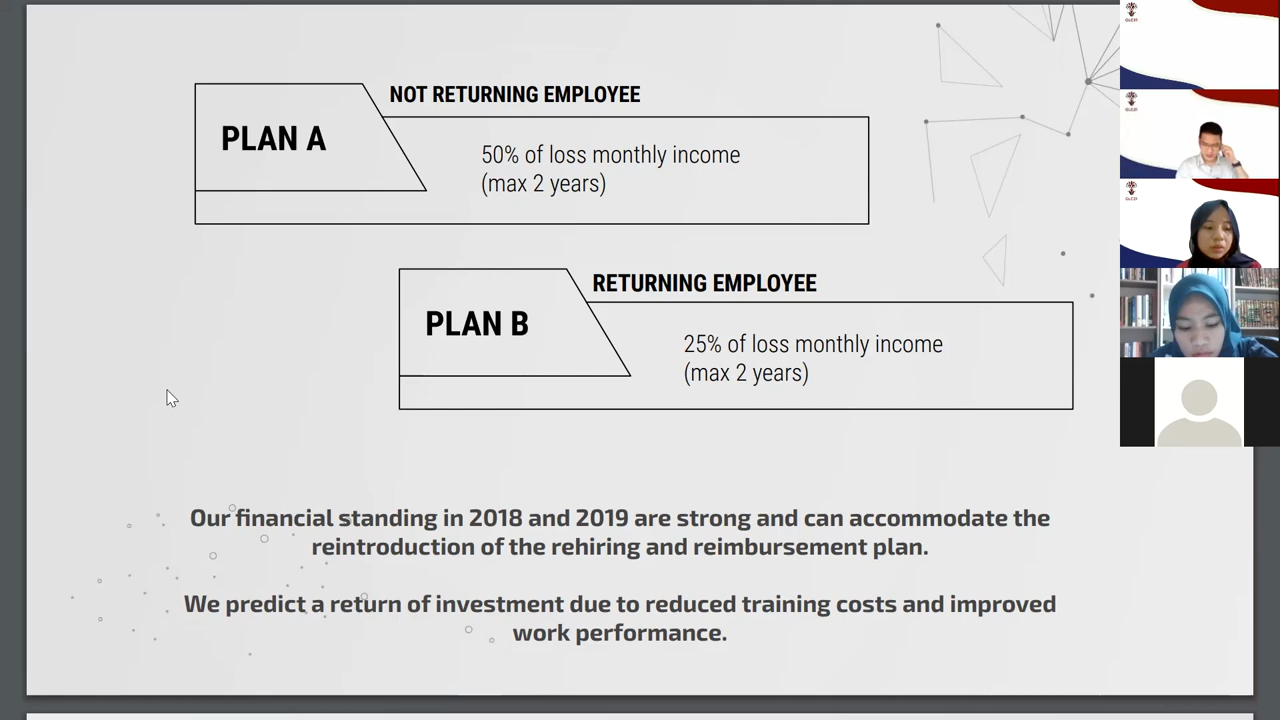 NOT RETURNING EMPLOYEE
PLAN A
50% of loss monthly income
(max 2 years)
RETURNING EMPLOYEE
PLAN B
25% of loss monthly income
(max 2 years)
Our financial standing in 2018 and 2019 are strong and can accommodate the
reintroduction of the rehiring and reimbursement plan.
We predict a return of investment due to reduced training costs and improved
work performance.